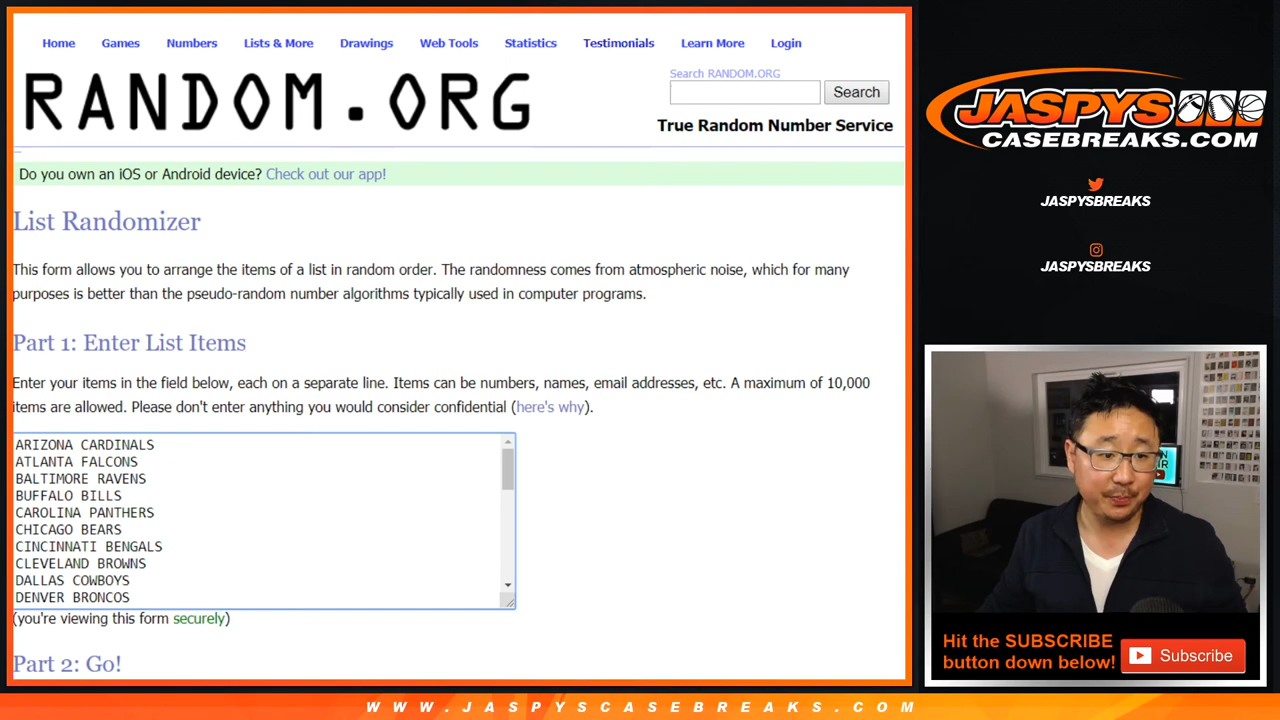 Home Games Numbers Lists & More Drawings Web Tools Statistics Testimonials Learn More Login
RANDOM.ORG
Search RANDOM.ORG
Search
True Random Number Service
Do you own an iOS or Android device? Check out our app!
List Randomizer
This form allows you to arrange the items of a list in random order. The randomness comes from atmospheric noise, which for many
purposes is better than the pseudo-random number algorithms typically used in computer programs.
Part 1: Enter List Items
Enter your items in the field below, each on a separate line. Items can be numbers, names, email addresses, etc. A maximum of 10,000
items are allowed. Please don't enter anything you would consider confidential (here's why).
ARIZONA CARDINALS
ATLANTA FALCONS
BALTIMORE RAVENS
BUFFALO BILLS
CAROLINA PANTHERS
CHICAGO BEARS
CINCINNATI BENGALS
CLEVELAND BROWNS
DALLAS COWBOYS
DENVER BRONCOS
(you're viewing this form securely)
Part 2: Go!
JASPYS
CASEBREAKS.COM
JASPYSBREAKS
JASPYSBREAKS
Hit the SUBSCRIBE
button down below!
Subscribe
WWW.JASPYSCASEBREAKS.COM